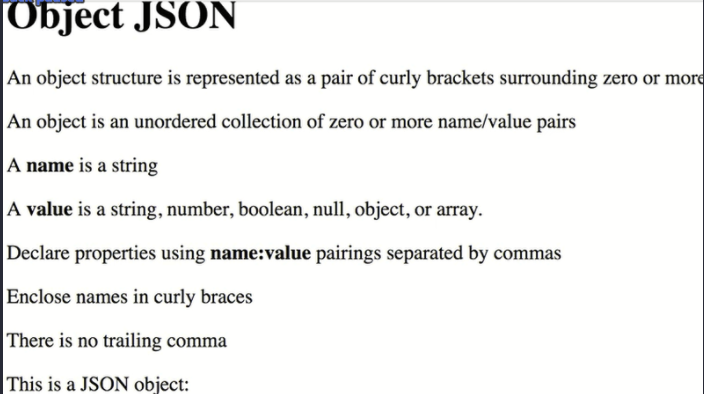 Object JSON
An object structure is represented as a pair of curly brackets surrounding zero or more
An object is an unordered collection of zero or more name/value pairs
A name is a string
A value is a string, number, boolean, null, object, or array.
Declare properties using name:value pairings separated by commas
Enclose names in curly braces
There is no trailing comma
This is a JSON object: